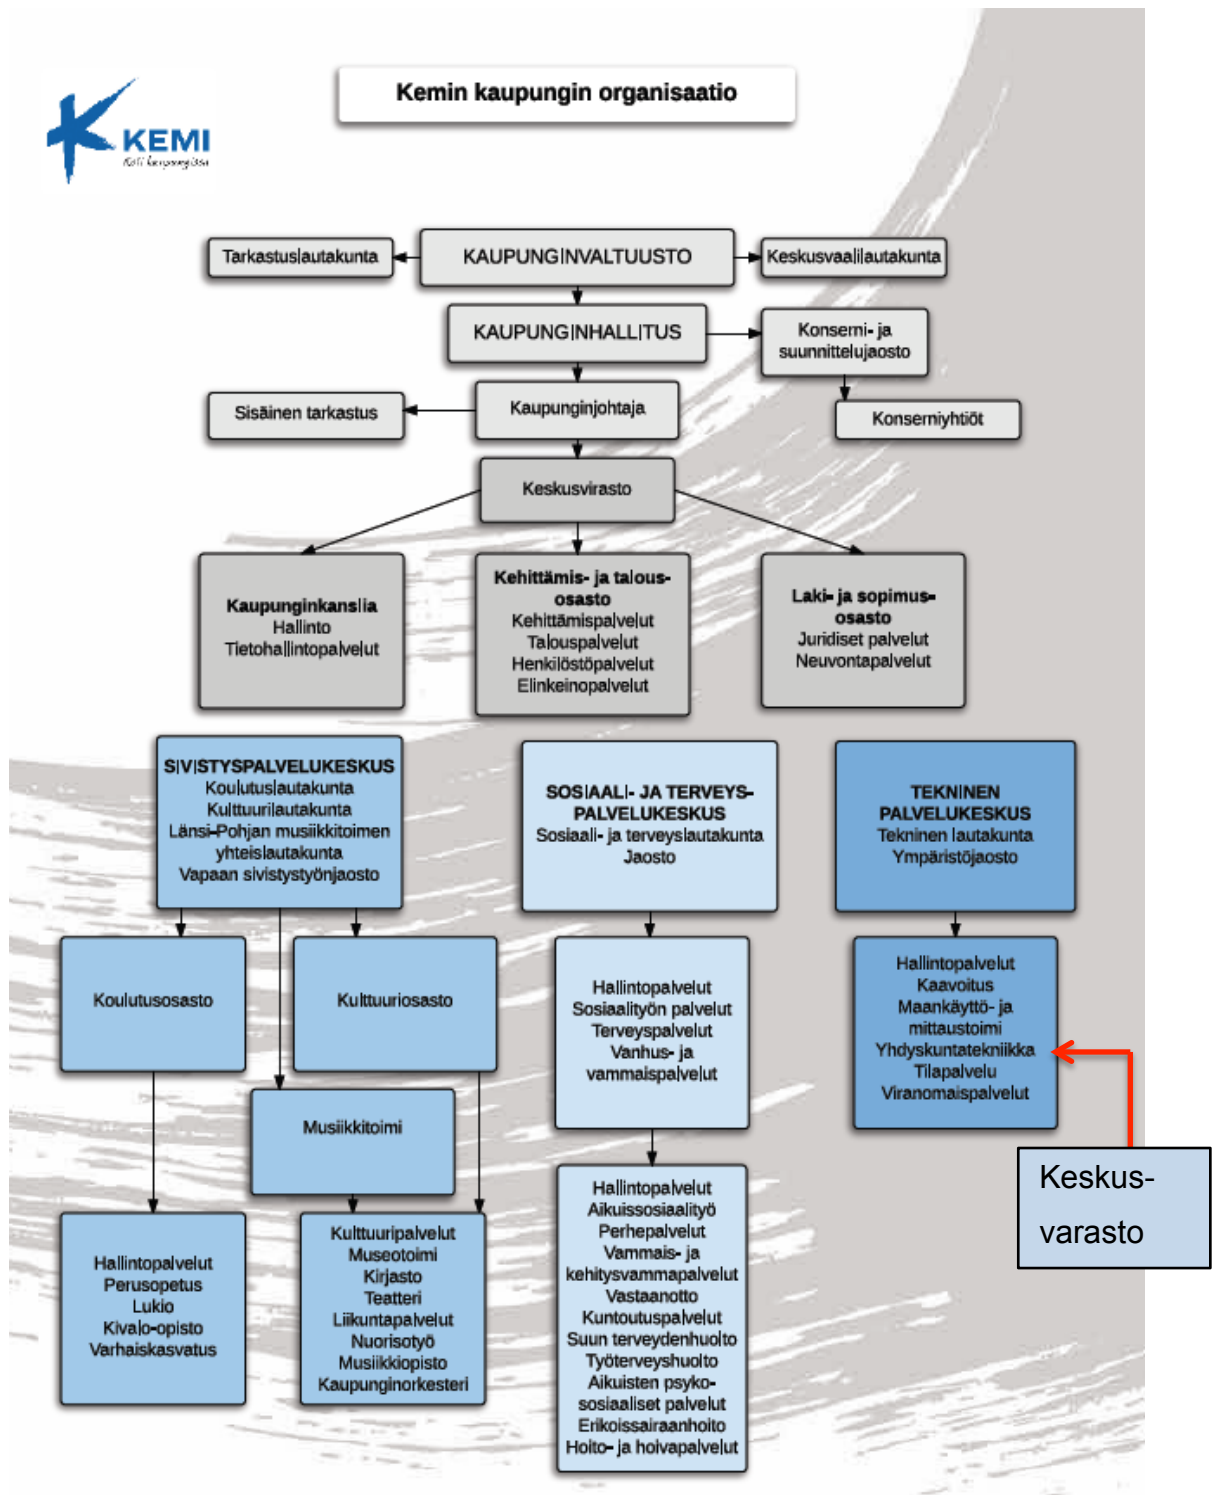 Kemin kaupungin organisaatio
KEMI
Koti kaupungissa
Tarkastuslautakunta
KAUPUNGINVALTUUSTO
Keskusvaalilautakunta
KAUPUNGINHALLITUS
Konserni- ja
suunnittelujaosto
Sisäinen tarkastus
Kaupunginjohtaja
Konserniyhtiöt
Keskusvirasto
Kaupunginkanslia
Hallinto
Tietohallintopalvelut
Kehittämis- ja talous-
osasto
Kehittämispalvelut
Talouspalvelut
Henkilöstöpalvelut
Elinkeinopalvelut
Laki- ja sopimus-
osasto
Juridiset palvelut
Neuvontapalvelut
SIVISTYSPALVELUKESKUS
Koulutuslautakunta
Kulttuurilautakunta
Länsi-Pohjan musiikkitoimen
yhteislautakunta
Vapaan sivistystyönjaosto
SOSIAALI- JA TERVEYS-
PALVELUKESKUS
Sosiaali- ja terveyslautakunta
Jaosto
TEKNINEN
PALVELUKESKUS
Tekninen lautakunta
Ympäristöjaosto
Koulutusosasto
Kulttuuriosasto
Hallintopalvelut
Sosiaalityön palvelut
Terveyspalvelut
Vanhus- ja
vammaispalvelut
Hallintopalvelut
Kaavoitus
Maankäyttö- ja
mittaustoimi
Yhdyskuntatekniikka
Tilapalvelu
Viranomaispalvelut
Musiikkitoimi
Keskus-
varasto
Hallintopalvelut
Perusopetus
Lukio
Kivalo-opisto
Varhaiskasvatus
Kulttuuripalvelut
Museotoimi
Kirjasto
Teatteri
Liikuntapalvelut
Nuorisotyö
Musiikkiopisto
Kaupunginorkesteri
Hallintopalvelut
Aikuissosiaalityö
Perhepalvelut
Vammais- ja
kehitysvammapalvelut
Vastaanotto
Kuntoutuspalvelut
Suun terveydenhuolto
Työterveyshuolto
Aikuisten psyko-
sosiaaliset palvelut
Erikoissairaanhoito
Hoito- ja hoivapalvelut